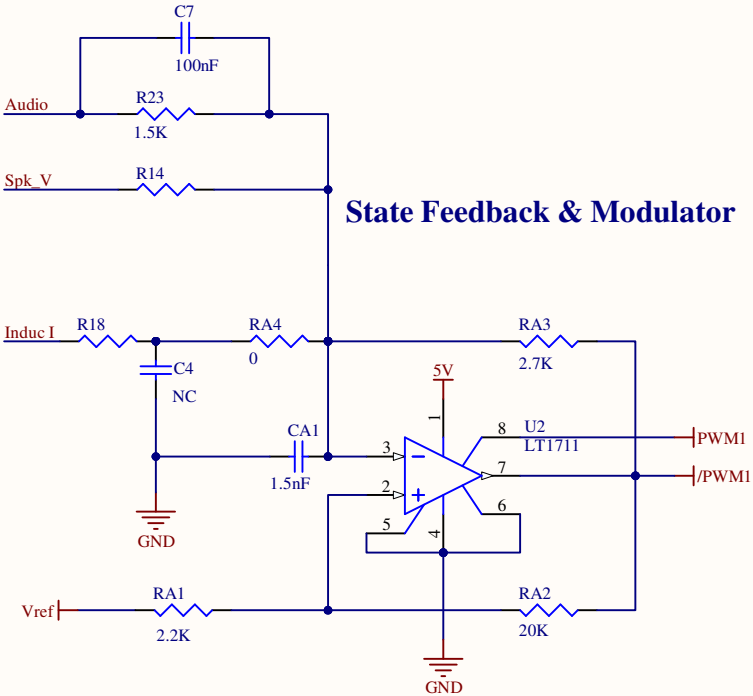 C7
100nF
Audio
R23
1.5K
Spk_V
R14
State Feedback & Modulator
Induc I
R18
RA4
0
RA3
2.7K
C4
NC
5V
1
CA1
1.5nF
3
2
8
U2
LT1711
7
6
5
4
PWM1
/PWM1
GND
Vref
RA1
2.2K
RA2
20K
GND